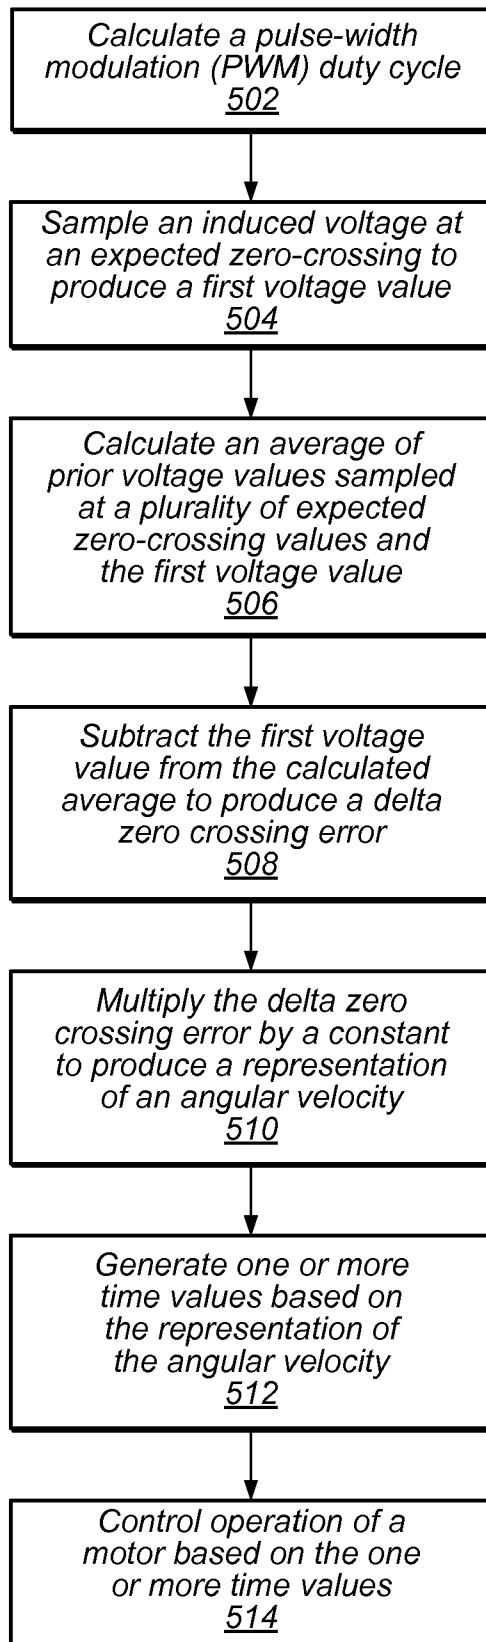 Calculate a pulse-width
modulation (PWM) duty cycle
502
Sample an induced voltage at
an expected zero-crossing to
produce a first voltage value
504
Calculate an average of
prior voltage values sampled
at a plurality of expected
zero-crossing values and
the first voltage value
506
Subtract the first voltage
value from the calculated
average to produce a delta
zero crossing error
508
Multiply the delta zero
crossing error by a constant
to produce a representation
of an angular velocity
510
Generate one or more
time values based on
the representation of
the angular velocity
512
Control operation of a
motor based on the one
or more time values
514